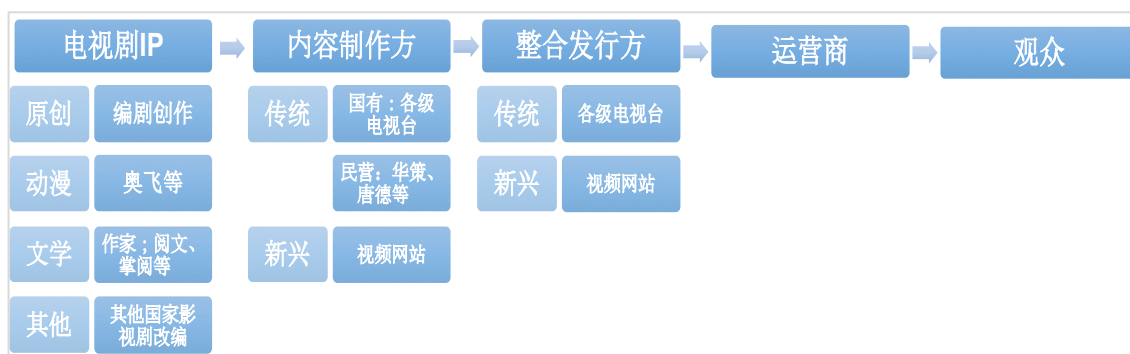 电视剧IP
内容制作方
整合发行方
运营商
观众
原创
编剧创作
传统
国有：各级
电视台
传统
各级电视台
动漫
奥飞等
民营：华策、
唐德等
新兴
视频网站
文学
作家；阅文、
掌阅等
新兴
视频网站
其他
其他国家影
视剧改编